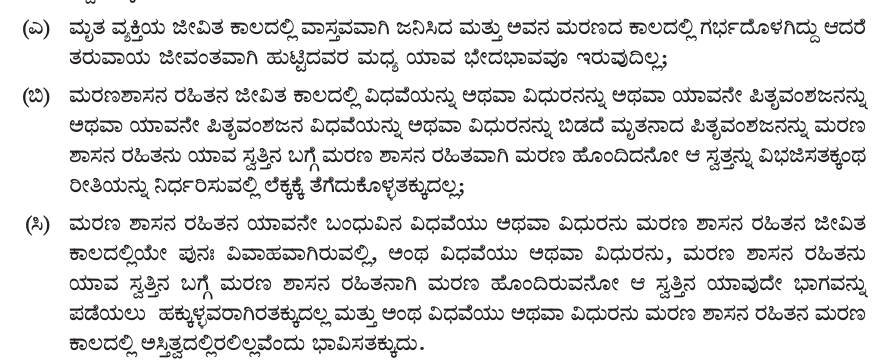 (ಎ) ಮೃತ ವ್ಯಕ್ತಿಯ ಜೀವಿತ ಕಾಲದಲ್ಲಿ ವಾಸ್ತವವಾಗಿ ಜನಿಸಿದ ಮತ್ತು ಅವನ ಮರಣದ ಕಾಲದಲ್ಲಿ ಗರ್ಭದೊಳಗಿದ್ದು ಆದರೆ
ತರುವಾಯ ಜೀವಂತವಾಗಿ ಹುಟ್ಟಿದವರ ಮಧ್ಯ ಯಾವ ಭೇದಭಾವವೂ ಇರುವುದಿಲ್ಲ;
(ಬಿ) ಮರಣಶಾಸನ ರಹಿತನ ಜೀವಿತ ಕಾಲದಲ್ಲಿ ವಿಧವೆಯನ್ನು ಅಥವಾ ವಿಧುರನನ್ನು ಅಥವಾ ಯಾವನೇ ಪಿತೃವಂಶಜನನ್ನು
ಅಥವಾ ಯಾವನೇ ಪಿತೃವಂಶಜನ ವಿಧವೆಯನ್ನು ಅಥವಾ ವಿಧುರನನ್ನು ಬಿಡದೆ ಮೃತನಾದ ಪಿತೃವಂಶಜನನ್ನು ಮರಣ
ಶಾಸನ ರಹಿತನು ಯಾವ ಸ್ವತ್ತಿನ ಬಗ್ಗೆ ಮರಣ ಶಾಸನ ರಹಿತವಾಗಿ ಮರಣ ಹೊಂದಿದನೋ ಆ ಸ್ವತ್ತನ್ನು ವಿಭಜಿಸತಕ್ಕಂಥ
ರೀತಿಯನ್ನು ನಿರ್ಧರಿಸುವಲ್ಲಿ ಲೆಕ್ಕಕ್ಕೆ ತೆಗೆದುಕೊಳ್ಳತಕ್ಕುದಲ್ಲ;
(ಸಿ) ಮರಣ ಶಾಸನ ರಹಿತನ ಯಾವನೇ ಬಂಧುವಿನ ವಿಧವೆಯು ಅಥವಾ ವಿಧುರನು ಮರಣ ಶಾಸನ ರಹಿತನ ಜೀವಿತ
ಕಾಲದಲ್ಲಿಯೇ ಪುನಃ ವಿವಾಹವಾಗಿರುವಲ್ಲಿ, ಅಂಥ ವಿಧವೆಯು ಅಥವಾ ವಿಧುರನು, ಮರಣ ಶಾಸನ ರಹಿತನು
ಯಾವ ಸ್ವತ್ತಿನ ಬಗ್ಗೆ ಮರಣ ಶಾಸನ ರಹಿತನಾಗಿ ಮರಣ ಹೊಂದಿರುವನೋ ಆ ಸ್ವತ್ತಿನ ಯಾವುದೇ ಭಾಗವನ್ನು
ಪಡೆಯಲು ಹಕ್ಕುಳ್ಳವರಾಗಿರತಕ್ಕುದಲ್ಲ ಮತ್ತು ಅಂಥ ವಿಧವೆಯು ಅಥವಾ ವಿಧುರನು ಮರಣ ಶಾಸನ ರಹಿತನ ಮರಣ
ಕಾಲದಲ್ಲಿ ಅಸ್ತಿತ್ವದಲ್ಲಿರಲಿಲ್ಲವೆಂದು ಭಾವಿಸತಕ್ಕುದು.